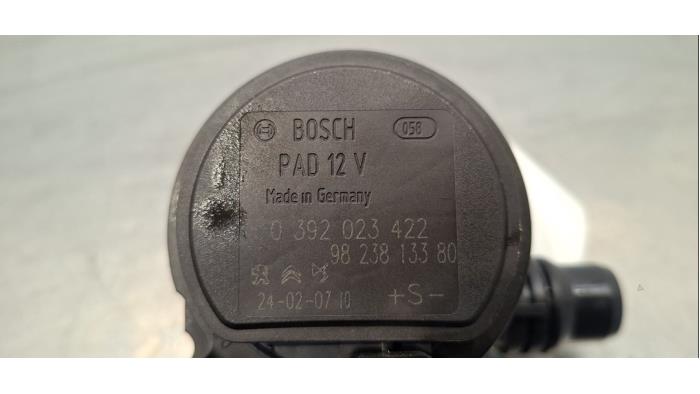 BOSCH 058
PAD 12 V
Made in Germany
0 392 023 422
98 238 133 80
24-02-07 10 +S-